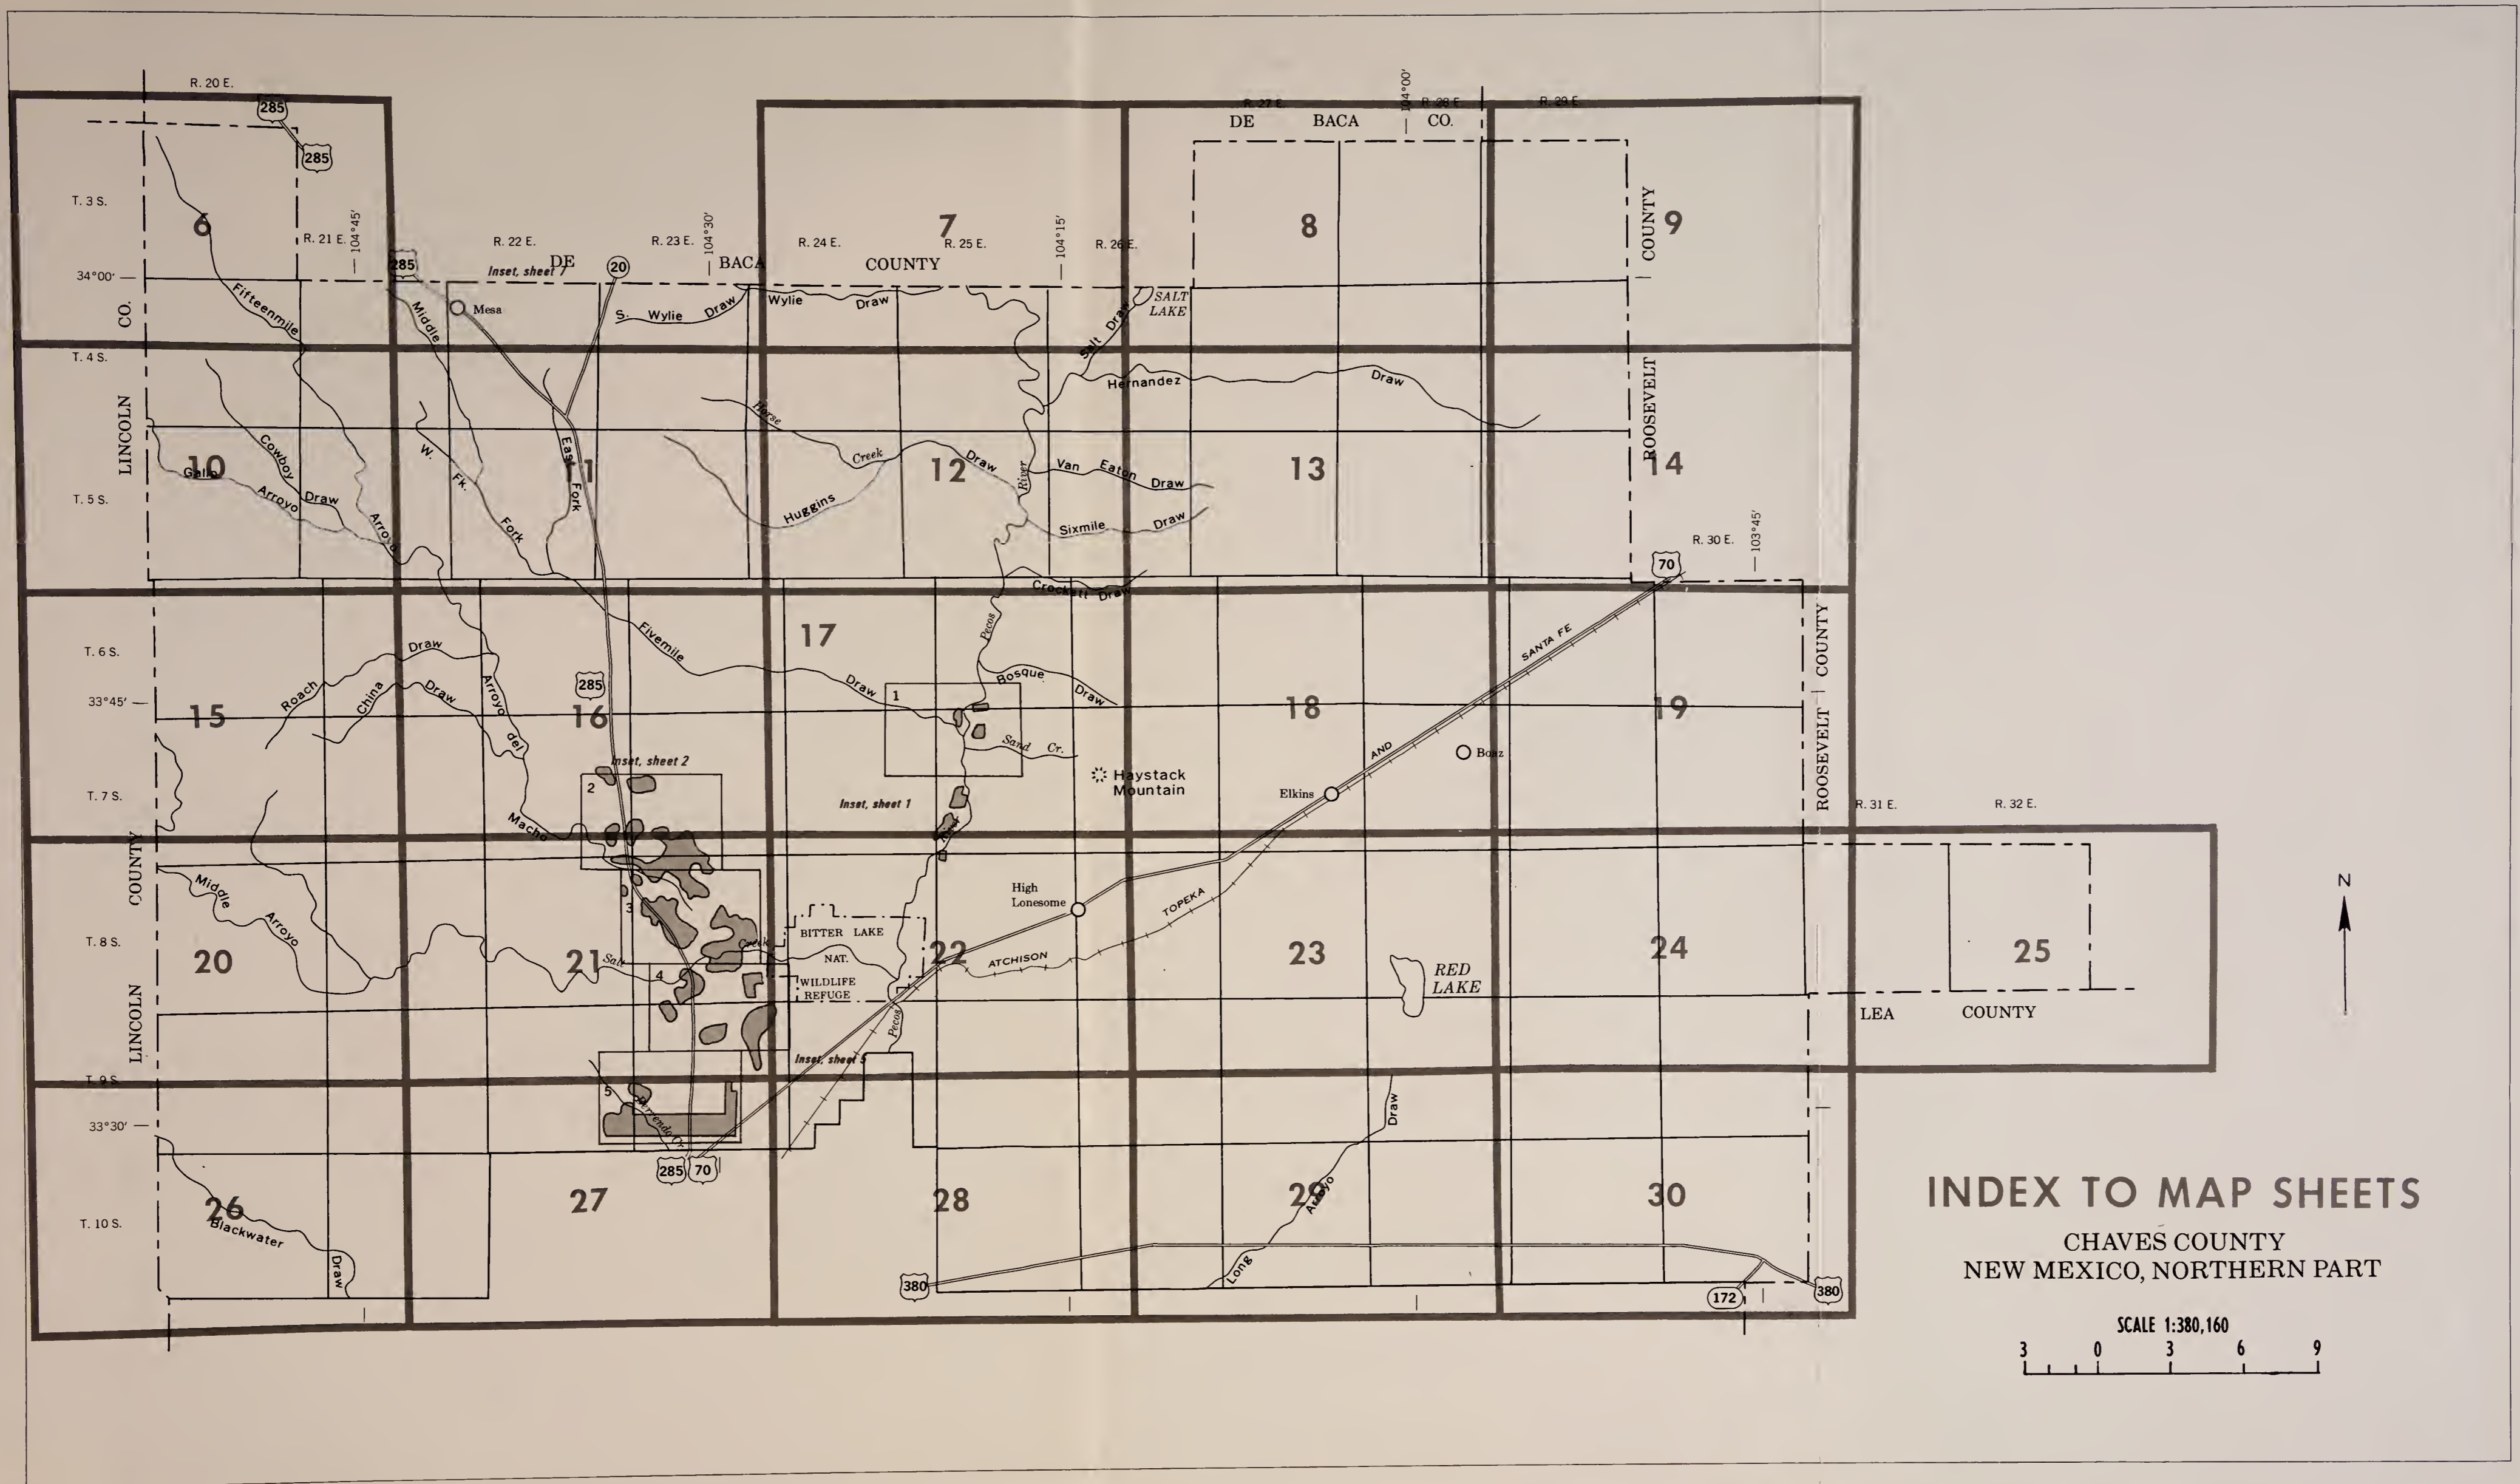 R. 20 E.
104°00'
R. 27 E.
R. 28 E.
R. 29 E.
285
285
DE BACA CO.
T. 3 S.
6
7
8
COUNTY
9
R. 21 E.
104°45'
R. 22 E.
R. 23 E.
104°30'
R. 24 E.
R. 25 E.
104°15'
R. 26 E.
34°00'
285
Inset, sheet 7
DE BACA COUNTY
20
CO.
Fifteenmile
Middle
Mesa
S. Wylie Draw
Wylie Draw
Salt Draw
SALT
LAKE
T. 4 S.
Hernandez Draw
ROOSEVELT
LINCOLN
Horse
Creek
Draw
Cowboy
Draw
W.
Fk.
East
Fork
10
Gallo
Arroyo
11
12
River
Van Eaton Draw
13
14
T. 5 S.
Arroyo
Fork
Huggins
Sixmile Draw
R. 30 E.
103°45'
70
Crockett Draw
T. 6 S.
Draw
Roach
China
Draw
Arroyo
del
Fivemile
Draw
17
Pecos
Bosque
Draw
SANTA FE
COUNTY
33°45'
15
285
16
1
18
19
ROOSEVELT
Sand Cr.
AND
Boaz
Inset, sheet 2
2
Haystack
Mountain
Elkins
T. 7 S.
Inset, sheet 1
R. 31 E.
R. 32 E.
Macho
River
COUNTY
Middle
Arroyo
3
High
Lonesome
TOPEKA
T. 8 S.
20
21
Salt
Creek
BITTER LAKE
NAT.
WILDLIFE
REFUGE
22
ATCHISON
23
24
25
4
RED
LAKE
N
LINCOLN
Pecos
LEA COUNTY
Inset, sheet 5
T. 9 S.
5
Berrendo Cr.
33°30'
285
70
Draw
26
Blackwater
Draw
27
28
29
Arroyo
30
T. 10 S.
Long
380
172
380
INDEX TO MAP SHEETS
CHAVES COUNTY
NEW MEXICO, NORTHERN PART
SCALE 1:380,160
3 0 3 6 9